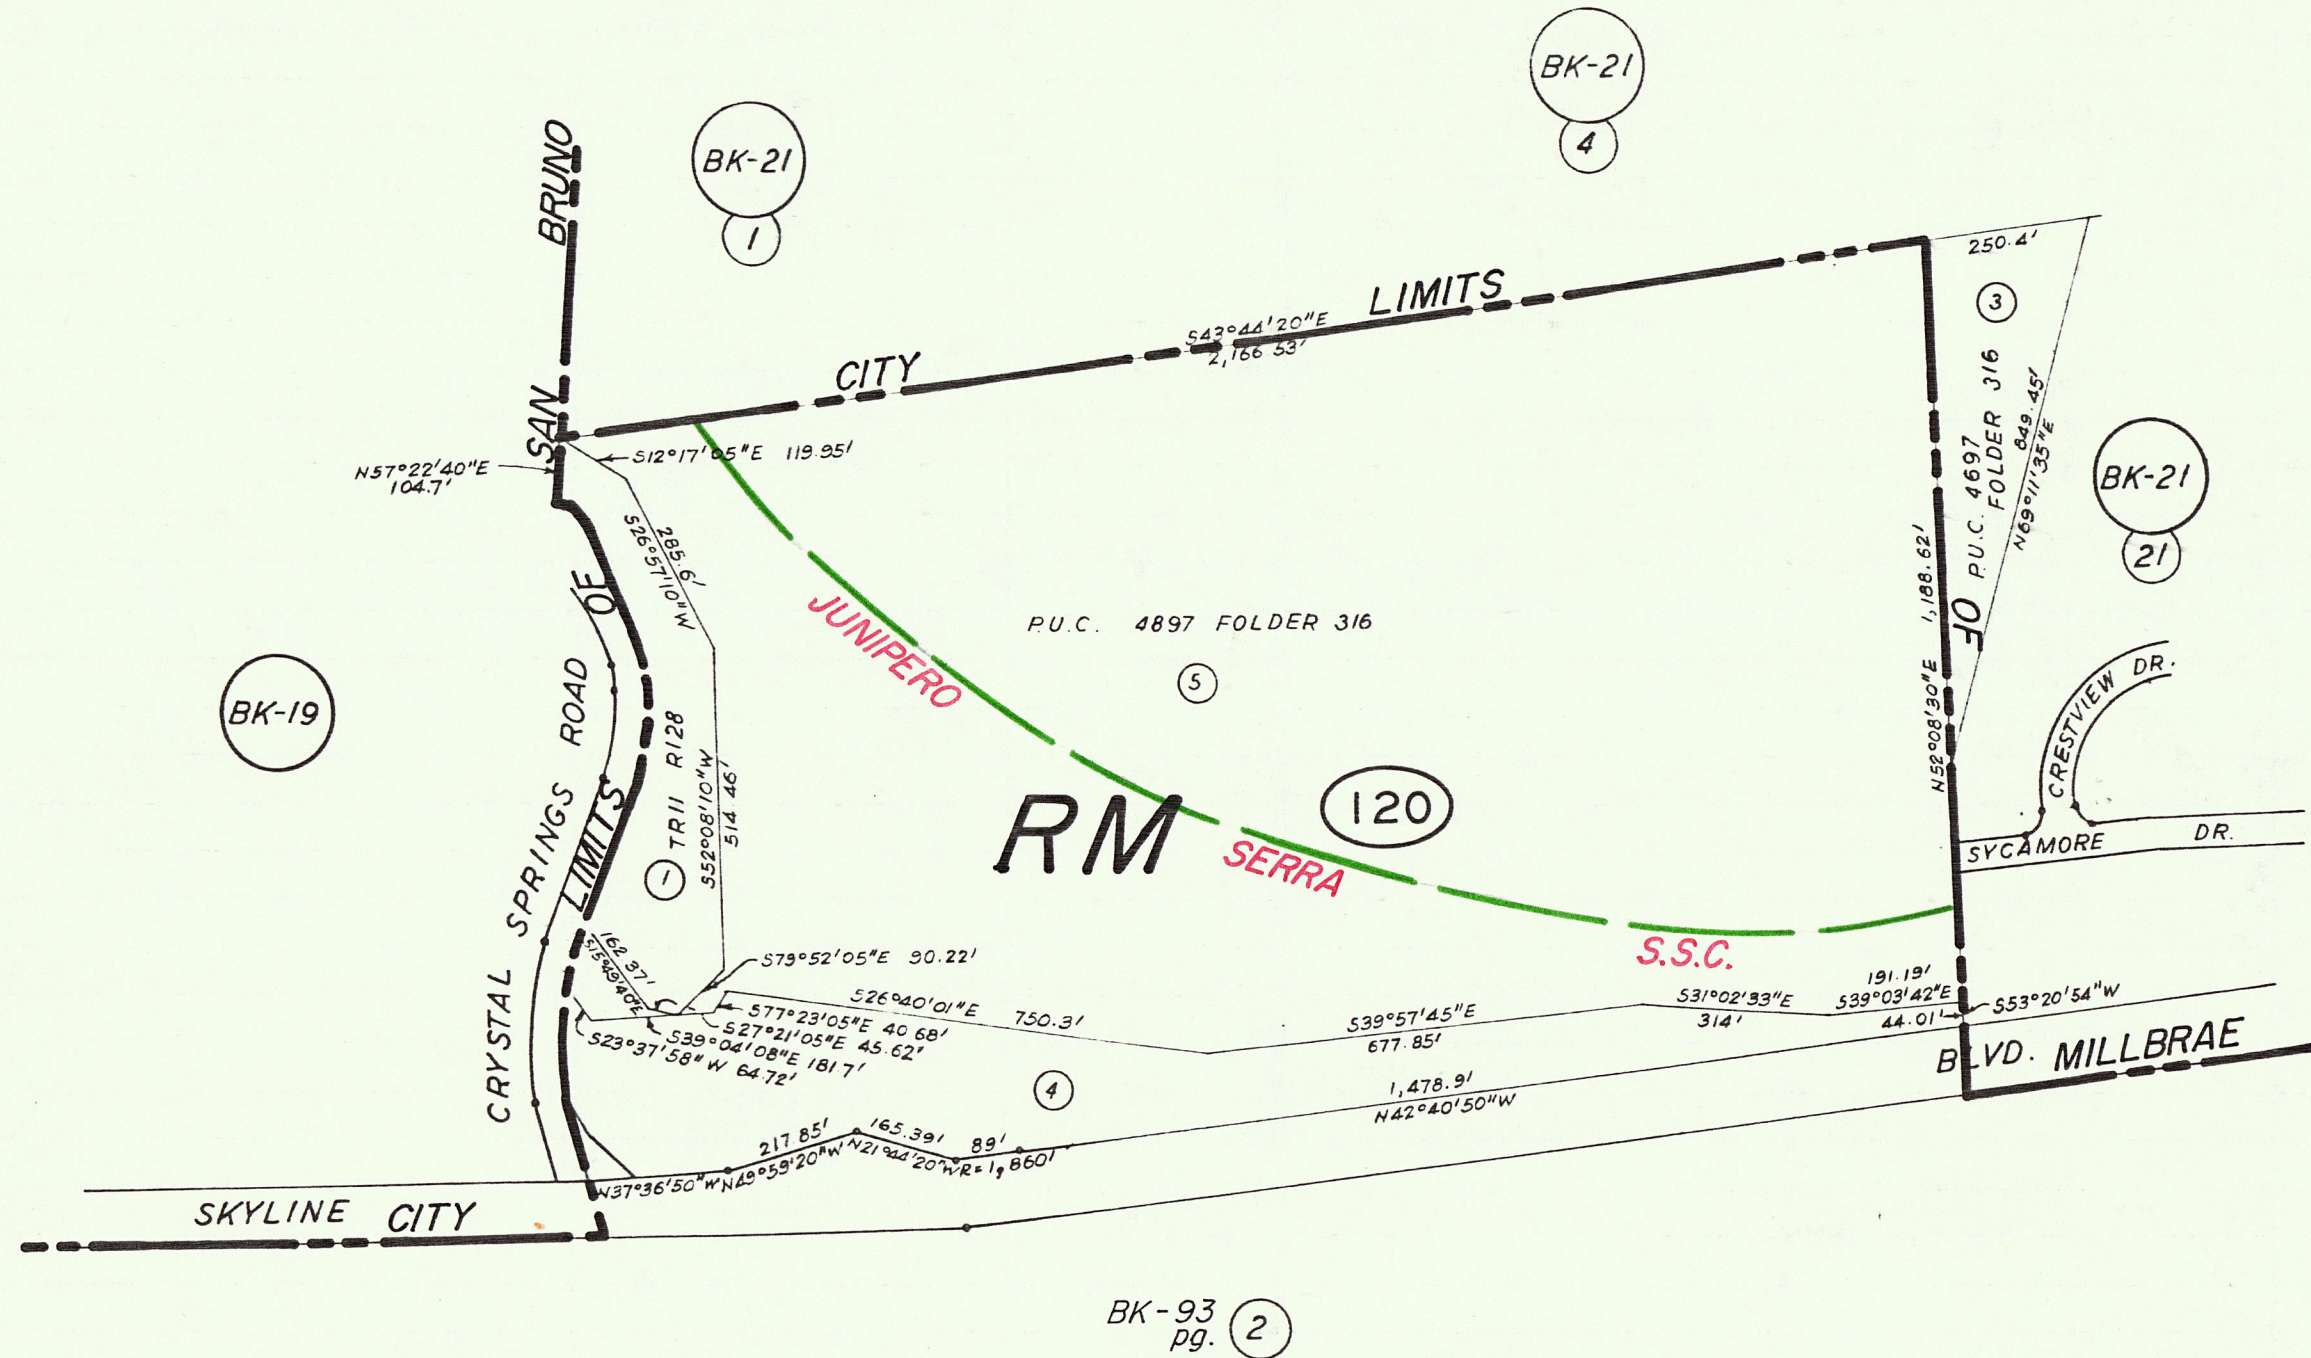 BK-21
4
BK-21
1
SAN BRUNO
250.4'
3
CITY LIMITS
S43°44'20"E
2,166 53'
S12°17'05"E 119.95'
N57°22'40"E
104.7'
285.6'
S26°57'10"W
P.U.C. 4697
FOLDER 316
849.45'
N69°11'35"E
BK-21
21
OF
N52°08'30"E 1,188.62'
OF
P.U.C. 4897 FOLDER 316
5
JUNIPERO
SERRA
S.S.C.
BK-19
CRYSTAL SPRINGS ROAD
LIMITS
1
TR11 R128
S52°08'10"W
514.46'
RM
120
CRESTVIEW DR.
SYCAMORE DR.
162 37'
S15°49'40"E
S79°52'05"E 90.22'
S77°23'05"E 40 68'
S27°21'05"E 45.62'
S39°04'08"E 181.7'
S23°37'58"W 64.72'
S26°40'01"E 750.3'
S39°57'45"E
677.85'
S31°02'33"E
314'
191.19'
S39°03'42"E
44.01'
S53°20'54"W
4
1,478.9'
N42°40'50"W
BLVD. MILLBRAE
217.85'
165.39'
89'
N37°36'50"W
N49°59'20"W
N21°44'20"W
R=1,860'
SKYLINE CITY
BK-93
pg. 2